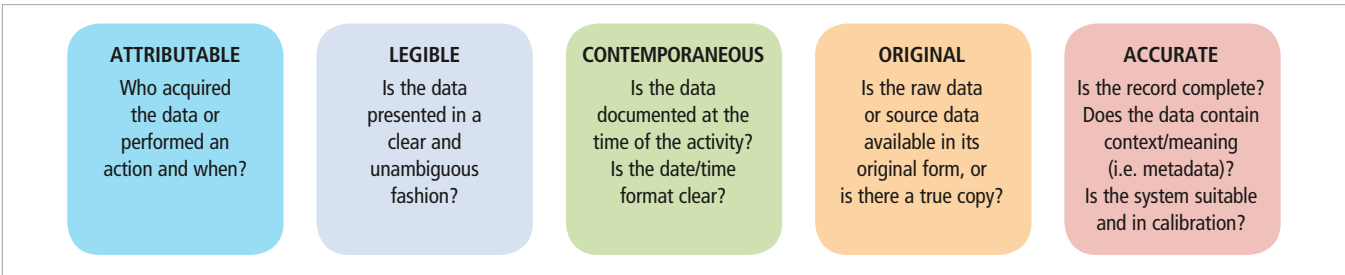 ATTRIBUTABLE
Who acquired
the data or
performed an
action and when?
LEGIBLE
Is the data
presented in a
clear and
unambiguous
fashion?
CONTEMPORANEOUS
Is the data
documented at the
time of the activity?
Is the date/time
format clear?
ORIGINAL
Is the raw data
or source data
available in its
original form, or
is there a true copy?
ACCURATE
Is the record complete?
Does the data contain
context/meaning
(i.e. metadata)?
Is the system suitable
and in calibration?